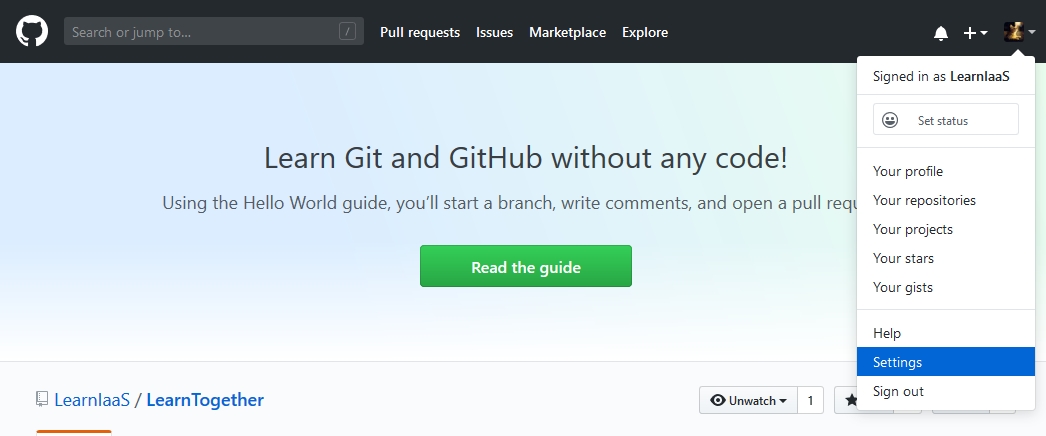 Search or jump to... /
Pull requests Issues Marketplace Explore
Signed in as LearnIaaS
Set status
Your profile
Your repositories
Your projects
Your stars
Your gists
Help
Settings
Sign out
Learn Git and GitHub without any code!
Using the Hello World guide, you’ll start a branch, write comments, and open a pull
Read the guide
LearnIaaS / LearnTogether
Unwatch 1